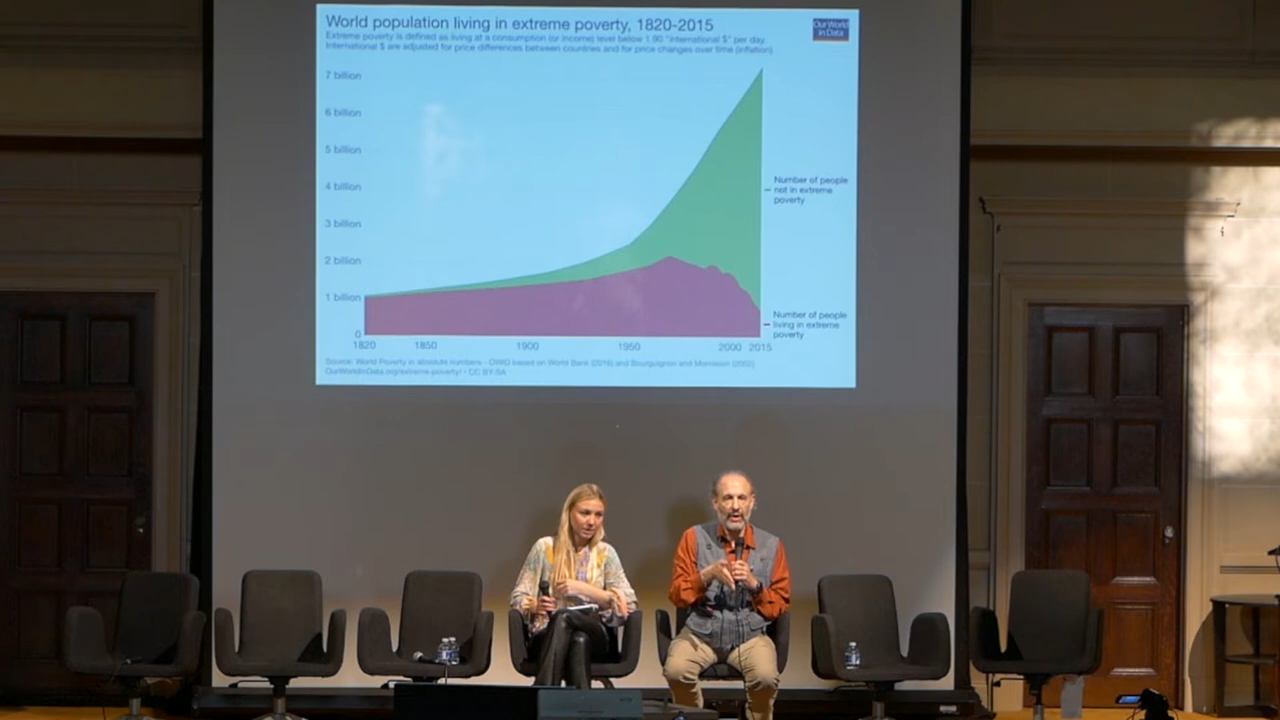 World population living in extreme poverty, 1820-2015
Our World
in Data
Extreme poverty is defined as living at a consumption (or income) level below 1.90 "international $" per day.
International $ are adjusted for price differences between countries and for price changes over time (inflation).
7 billion
6 billion
5 billion
4 billion
3 billion
2 billion
1 billion
0
Number of people
not in extreme
poverty
Number of people
living in extreme
poverty
1820 1850 1900 1950 2000 2015
Source: World Poverty in absolute numbers - OWID based on World Bank (2016) and Bourguignon and Morrisson (2002)
OurWorldInData.org/extreme-poverty/ • CC BY-SA